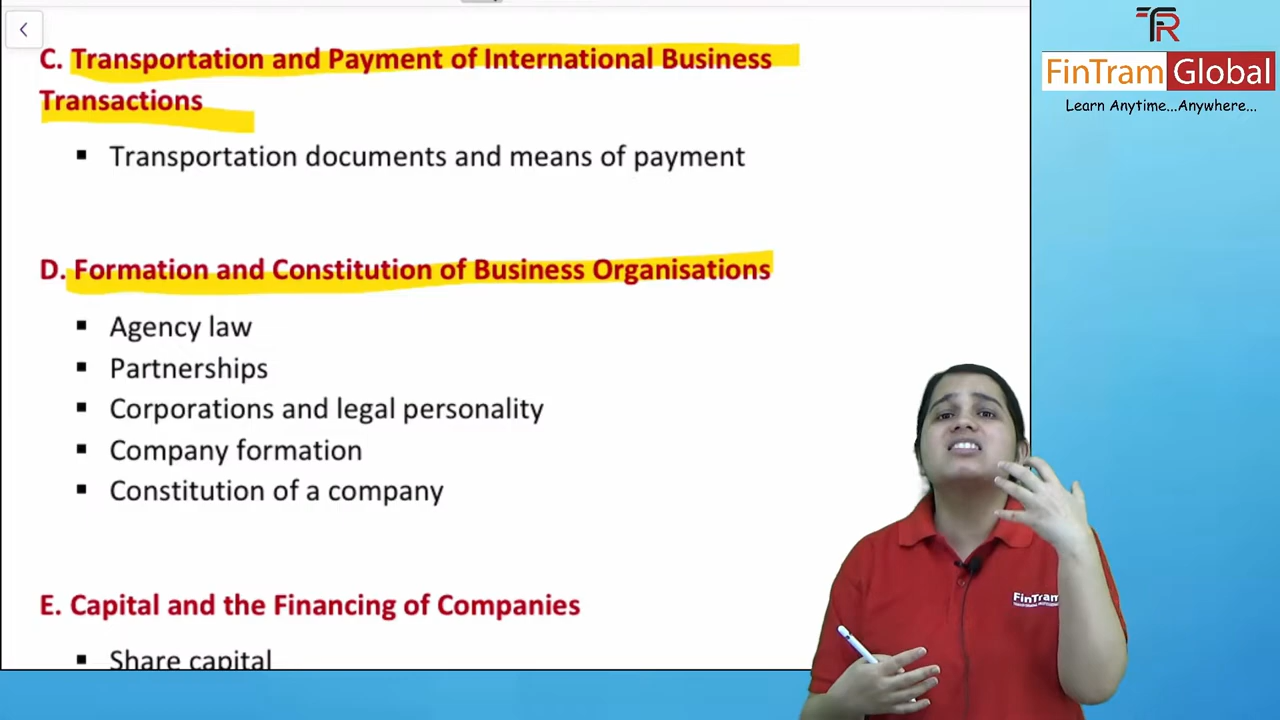 C. Transportation and Payment of International Business
Transactions
▪ Transportation documents and means of payment
D. Formation and Constitution of Business Organisations
▪ Agency law
▪ Partnerships
▪ Corporations and legal personality
▪ Company formation
▪ Constitution of a company
E. Capital and the Financing of Companies
▪ Share capital
TR
FinTram Global
Learn Anytime...Anywhere...
FinTram